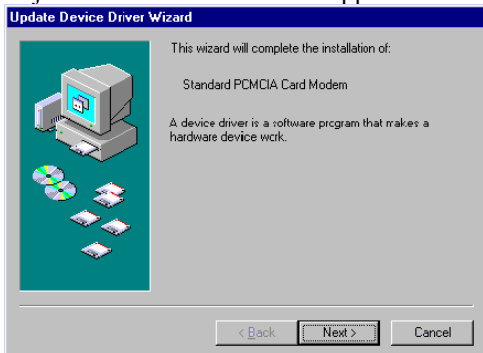 Update Device Driver Wizard
This wizard will complete the installation of:
Standard PCMCIA Card Modem
A device driver is a software program that makes a
hardware device work.
< Back
Next >
Cancel